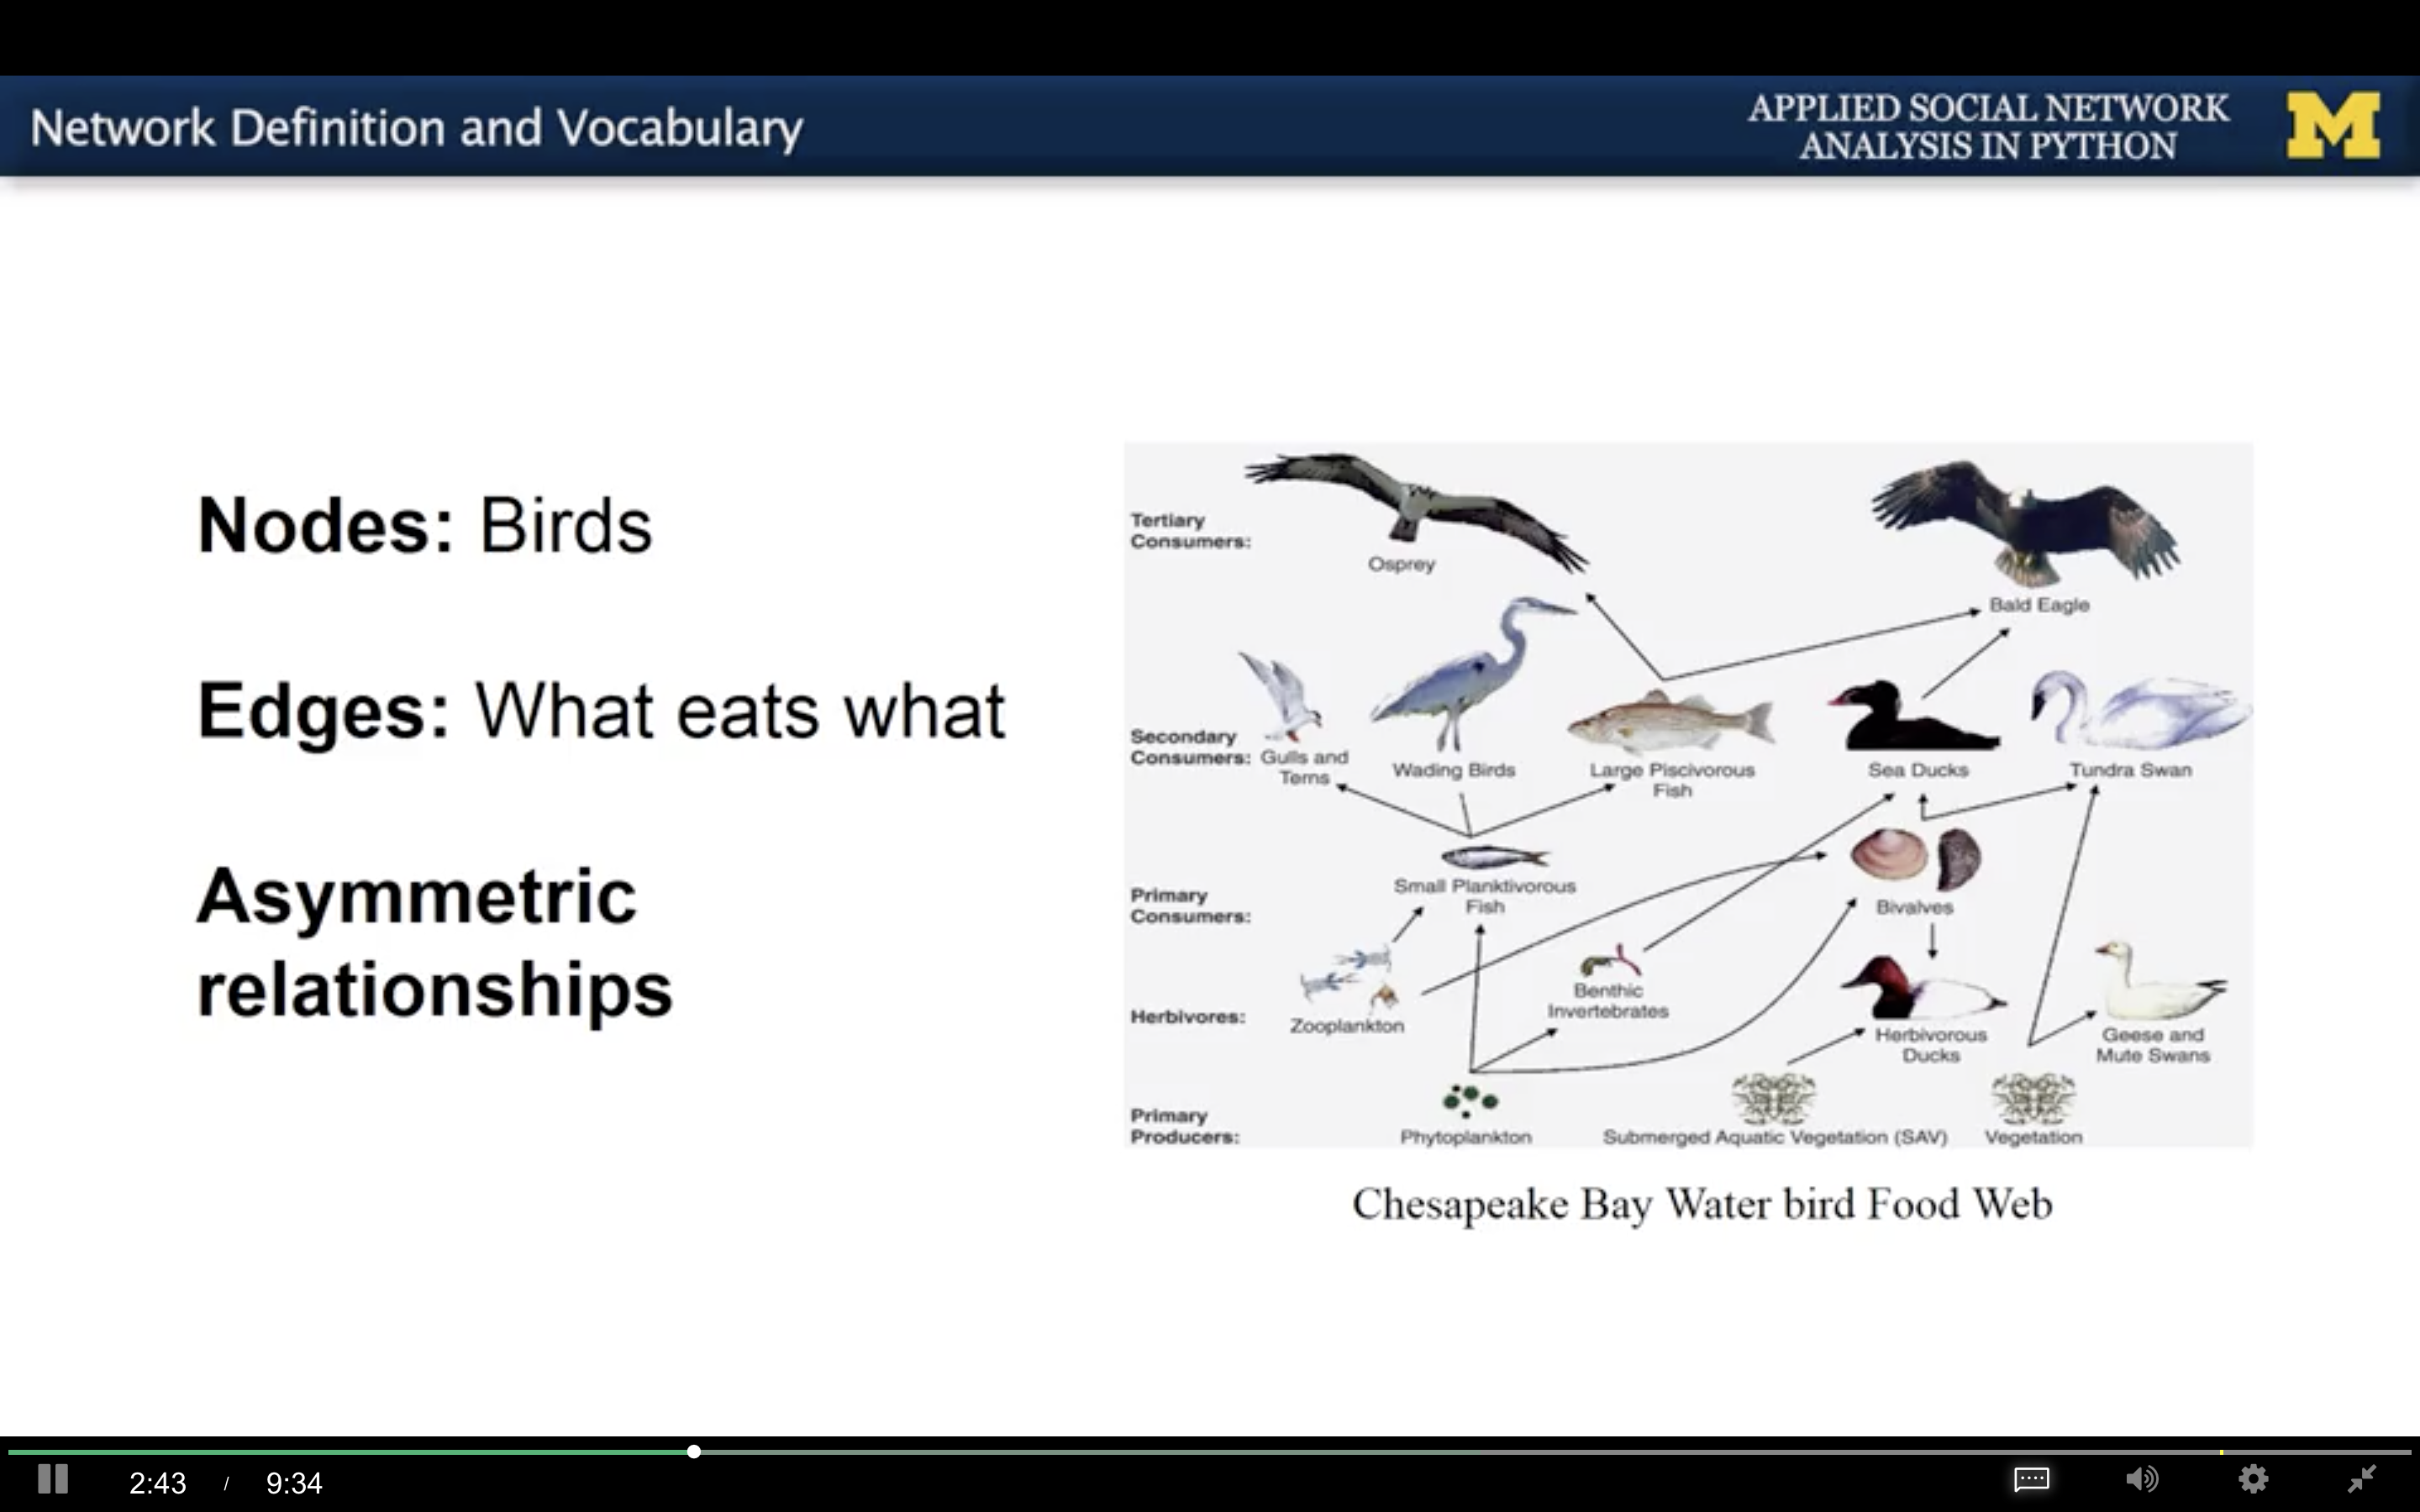 Network Definition and Vocabulary
APPLIED SOCIAL NETWORK
ANALYSIS IN PYTHON
M
Nodes: Birds
Edges: What eats what
Asymmetric
relationships
Tertiary
Consumers:
Osprey
Bald Eagle
Secondary
Consumers:
Gulls and
Terns
Wading Birds
Large Piscivorous
Fish
Sea Ducks
Tundra Swan
Primary
Consumers:
Small Planktivorous
Fish
Bivalves
Herbivores:
Zooplankton
Benthic
Invertebrates
Herbivorous
Ducks
Geese and
Mute Swans
Primary
Producers:
Phytoplankton
Submerged Aquatic Vegetation (SAV)
Vegetation
Chesapeake Bay Water bird Food Web
2:43 / 9:34